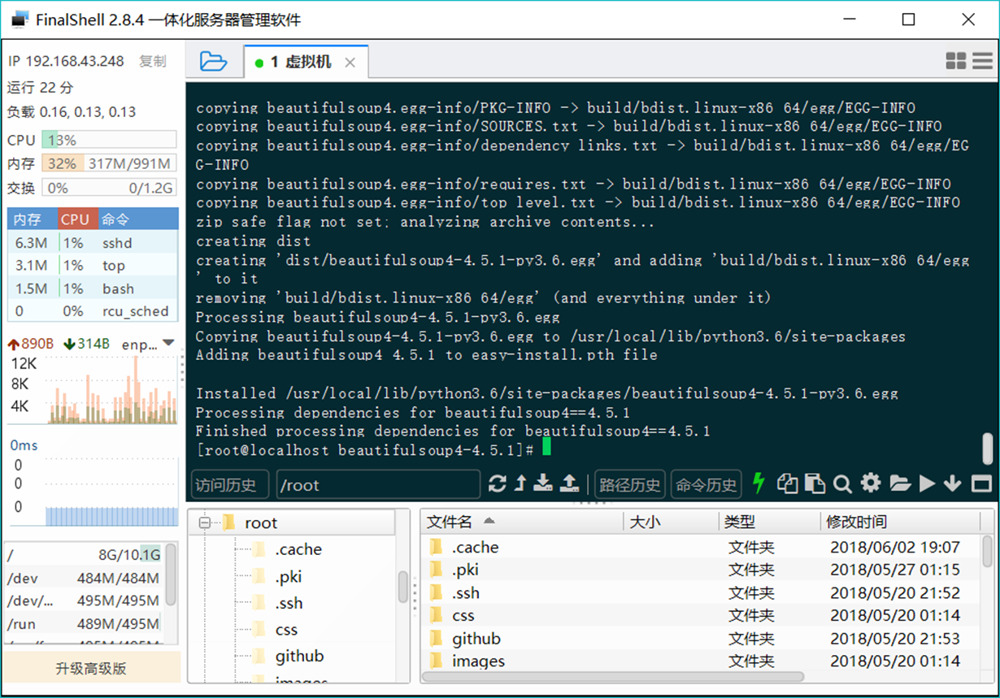 FinalShell 2.8.4 一体化服务器管理软件
IP 192.168.43.248 复制
运行 22 分
负载 0.16, 0.13, 0.13
CPU 13%
内存 32% 317M/991M
交换 0% 0/1.2G
内存 CPU 命令
6.3M 1% sshd
3.1M 1% top
1.5M 1% bash
0 0% rcu_sched
890B 314B enp...
12K
8K
4K
0ms
0
0
0
/ 8G/10.1G
/dev 484M/484M
/dev/... 495M/495M
/run 489M/495M
升级高级版
1 虚拟机
copying beautifulsoup4.egg-info/PKG-INFO -> build/bdist.linux-x86 64/egg/EGG-INFO
copying beautifulsoup4.egg-info/SOURCES.txt -> build/bdist.linux-x86 64/egg/EGG-INFO
copying beautifulsoup4.egg-info/dependency links.txt -> build/bdist.linux-x86 64/egg/EG
G-INFO
copying beautifulsoup4.egg-info/requires.txt -> build/bdist.linux-x86 64/egg/EGG-INFO
copying beautifulsoup4.egg-info/top level.txt -> build/bdist.linux-x86 64/egg/EGG-INFO
zip safe flag not set; analyzing archive contents...
creating dist
creating 'dist/beautifulsoup4-4.5.1-py3.6.egg' and adding 'build/bdist.linux-x86 64/egg
' to it
removing 'build/bdist.linux-x86 64/egg' (and everything under it)
Processing beautifulsoup4-4.5.1-py3.6.egg
Copying beautifulsoup4-4.5.1-py3.6.egg to /usr/local/lib/python3.6/site-packages
Adding beautifulsoup4 4.5.1 to easy-install.pth file
Installed /usr/local/lib/python3.6/site-packages/beautifulsoup4-4.5.1-py3.6.egg
Processing dependencies for beautifulsoup4==4.5.1
Finished processing dependencies for beautifulsoup4==4.5.1
[root@localhost beautifulsoup4-4.5.1]#
访问历史 /root 路径历史 命令历史
root
.cache
.pki
.ssh
css
github
images
文件名 大小 类型 修改时间
.cache 文件夹 2018/06/02 19:07
.pki 文件夹 2018/05/27 01:15
.ssh 文件夹 2018/05/20 21:52
css 文件夹 2018/05/20 01:14
github 文件夹 2018/05/20 21:53
images 文件夹 2018/05/20 01:14